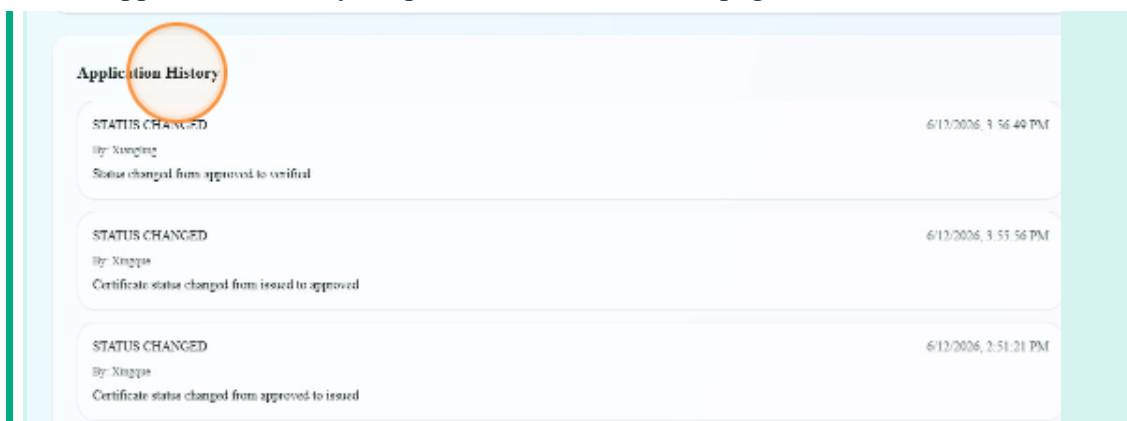 Application History
STATUS CHANGED
6/12/2026, 3:56:49 PM
By:
Status changed from approved to verified
STATUS CHANGED
6/12/2026, 3:55:56 PM
By: Xingque
Certificate status changed from issued to approved
STATUS CHANGED
6/12/2026, 2:51:21 PM
By: Xingque
Certificate status changed from approved to issued